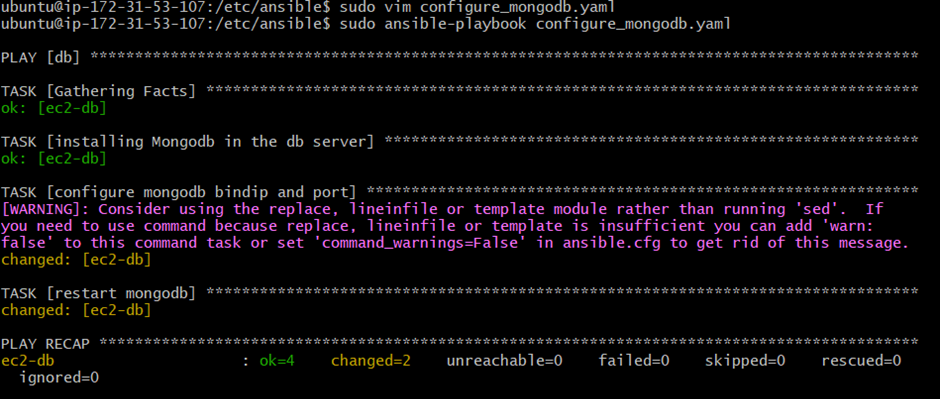 ubuntu@ip-172-31-53-107:/etc/ansible$ sudo vim configure_mongodb.yaml
ubuntu@ip-172-31-53-107:/etc/ansible$ sudo ansible-playbook configure_mongodb.yaml
PLAY [db] ********************************************************************************************
TASK [Gathering Facts] *******************************************************************************
ok: [ec2-db]
TASK [installing Mongodb in the db server] ***********************************************************
ok: [ec2-db]
TASK [configure mongodb bindip and port] *************************************************************
[WARNING]: Consider using the replace, lineinfile or template module rather than running 'sed'.  If
you need to use command because replace, lineinfile or template is insufficient you can add 'warn:
false' to this command task or set 'command_warnings=False' in ansible.cfg to get rid of this message.
changed: [ec2-db]
TASK [restart mongodb] *******************************************************************************
changed: [ec2-db]
PLAY RECAP *******************************************************************************************
ec2-db                     : ok=4    changed=2    unreachable=0    failed=0    skipped=0    rescued=0
  ignored=0